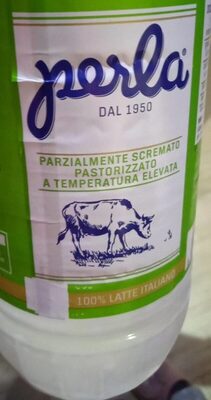 perla
DAL 1950
PARZIALMENTE SCREMATO
PASTORIZZATO
A TEMPERATURA ELEVATA
100% LATTE ITALIANO